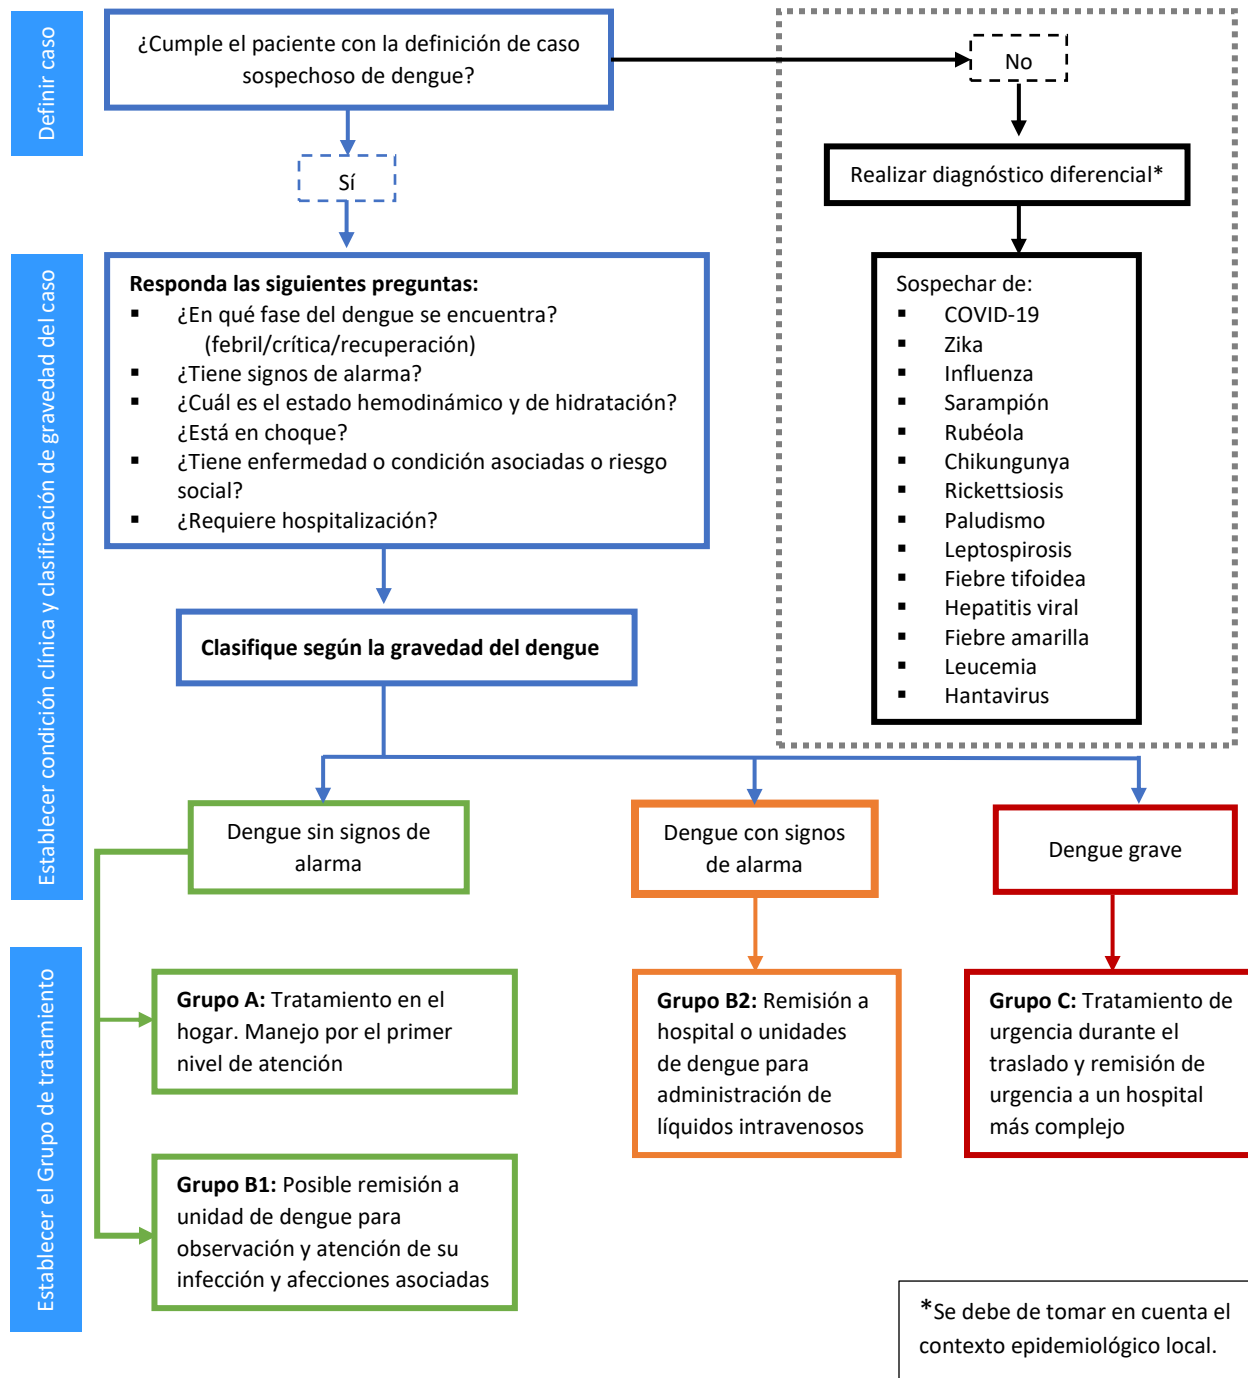 Definir caso
¿Cumple el paciente con la definición de caso
sospechoso de dengue?
No
Sí
Realizar diagnóstico diferencial*
Sospechar de:
▪ COVID-19
▪ Zika
▪ Influenza
▪ Sarampión
▪ Rubéola
▪ Chikungunya
▪ Rickettsiosis
▪ Paludismo
▪ Leptospirosis
▪ Fiebre tifoidea
▪ Hepatitis viral
▪ Fiebre amarilla
▪ Leucemia
▪ Hantavirus
Establecer condición clínica y clasificación de gravedad del caso
Responda las siguientes preguntas:
▪ ¿En qué fase del dengue se encuentra?
(febril/crítica/recuperación)
▪ ¿Tiene signos de alarma?
▪ ¿Cuál es el estado hemodinámico y de hidratación?
¿Está en choque?
▪ ¿Tiene enfermedad o condición asociadas o riesgo
social?
▪ ¿Requiere hospitalización?
Clasifique según la gravedad del dengue
Dengue sin signos de
alarma
Dengue con signos
de alarma
Dengue grave
Establecer el Grupo de tratamiento
Grupo A: Tratamiento en el
hogar. Manejo por el primer
nivel de atención
Grupo B1: Posible remisión a
unidad de dengue para
observación y atención de su
infección y afecciones asociadas
Grupo B2: Remisión a
hospital o unidades
de dengue para
administración de
líquidos intravenosos
Grupo C: Tratamiento de
urgencia durante el
traslado y remisión de
urgencia a un hospital
más complejo
*Se debe de tomar en cuenta el
contexto epidemiológico local.